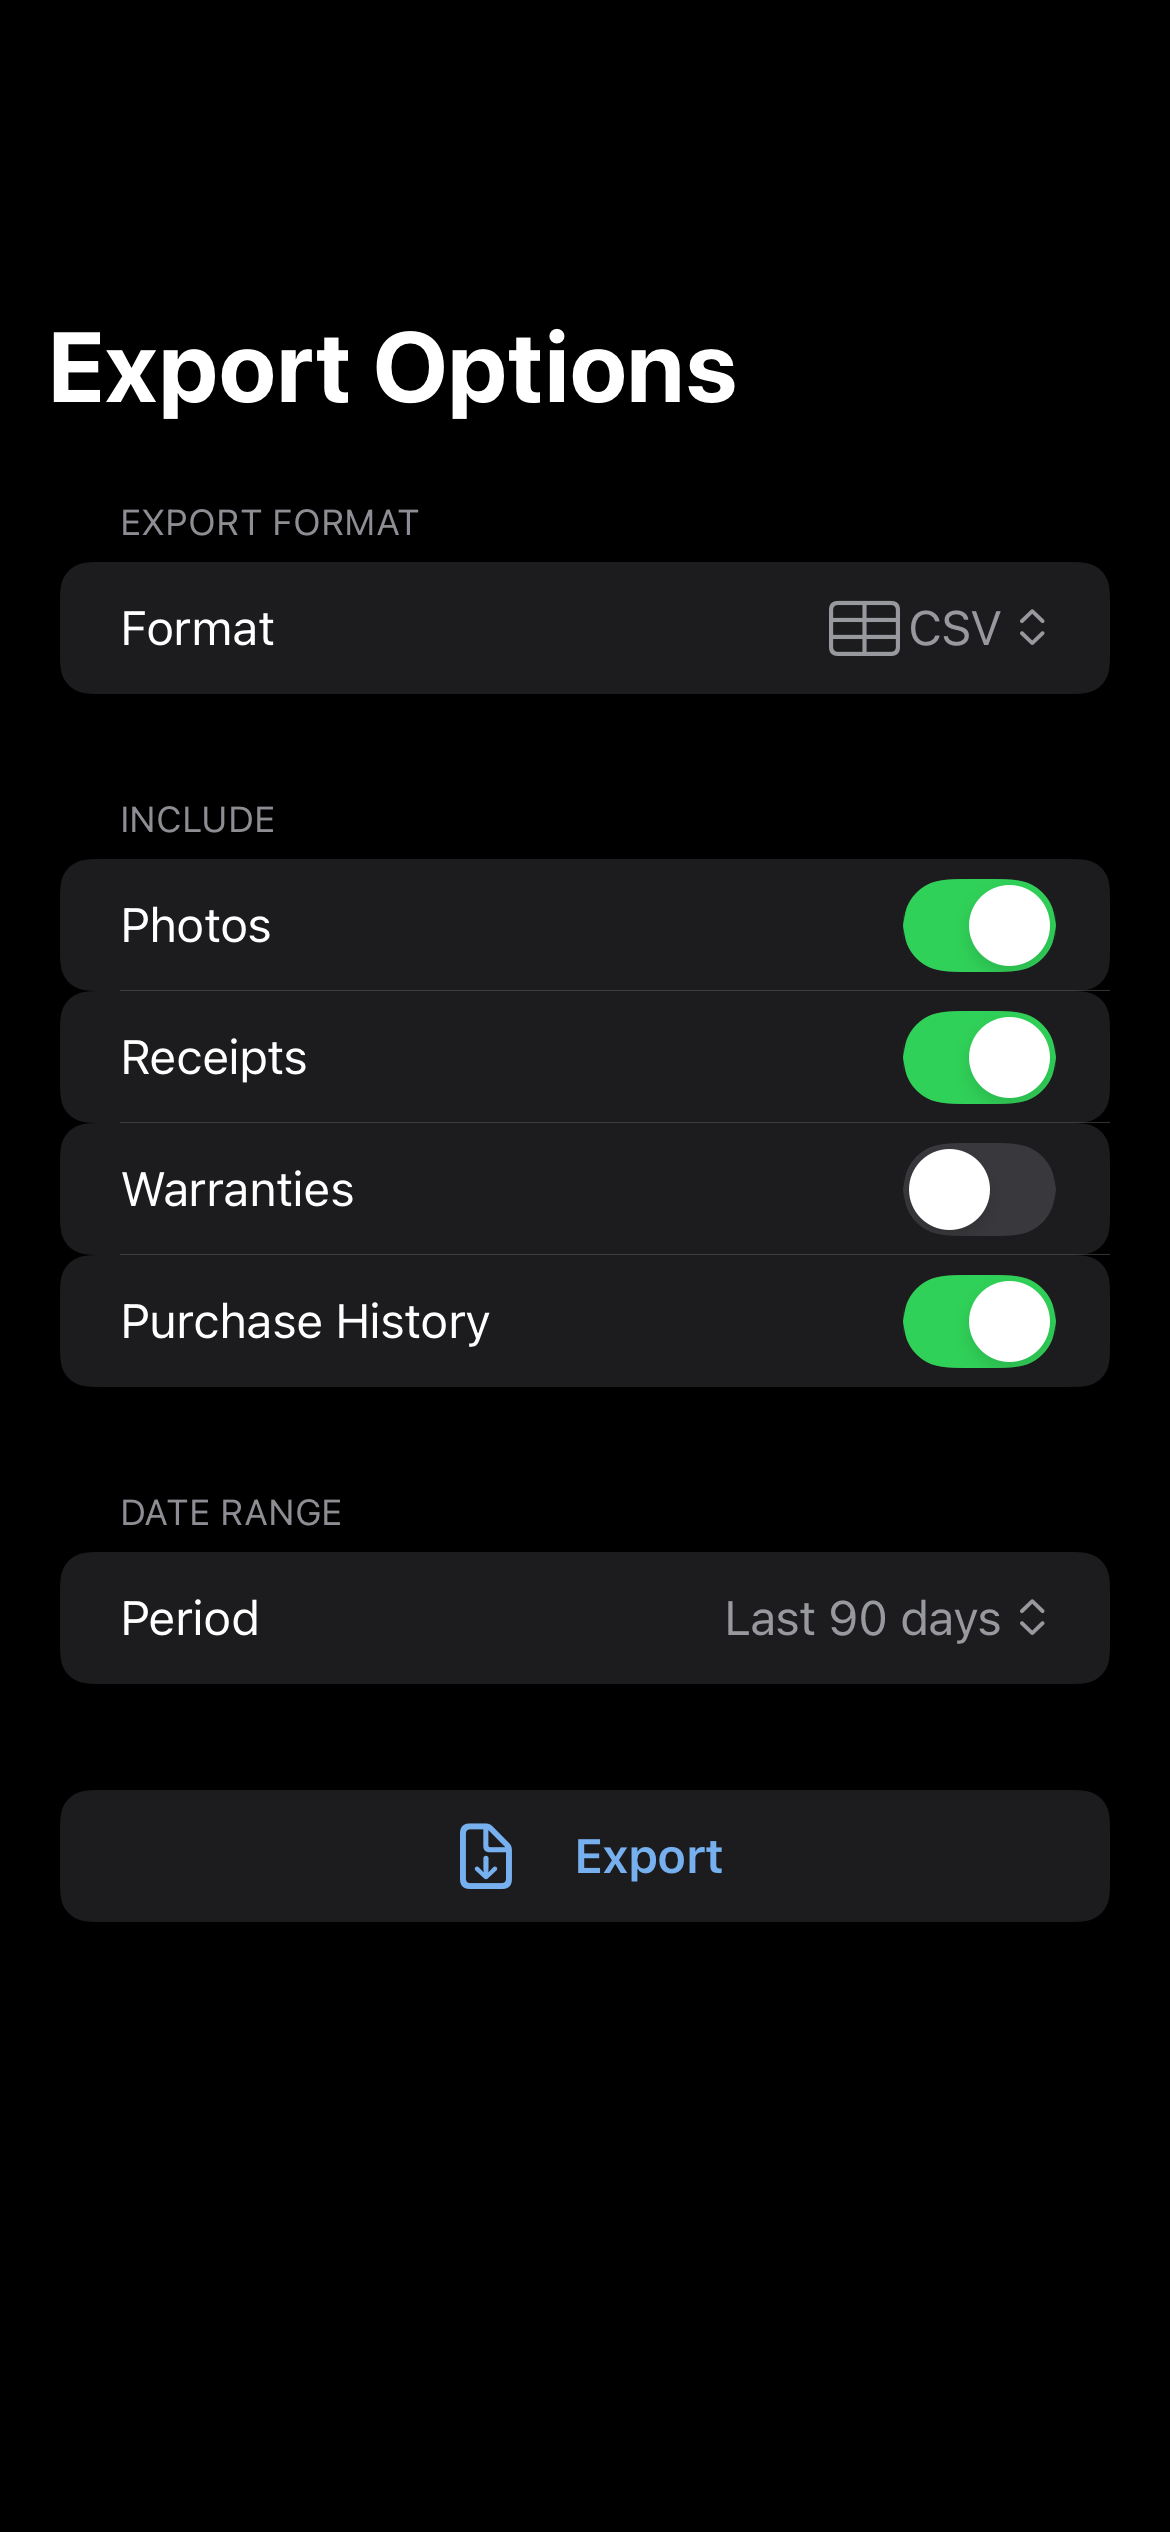 Export Options
EXPORT FORMAT
Format CSV
INCLUDE
Photos
Receipts
Warranties
Purchase History
DATE RANGE
Period Last 90 days
Export